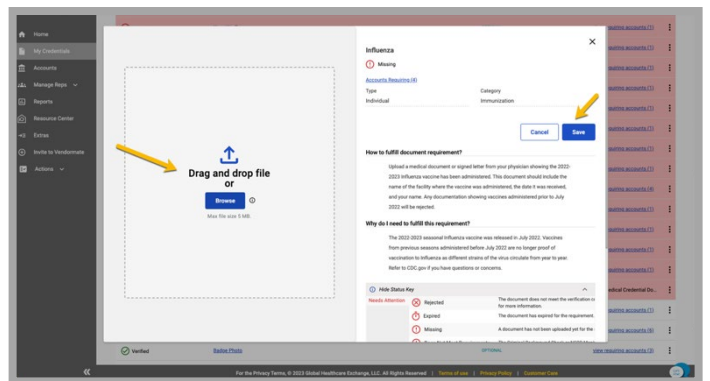 Home
My Credentials
Accounts
Manage Reps
Reports
Resource Center
Extras
Invite to Vendormate
Actions
Drag and drop file
or
Browse
Max file size 5 MB.
Influenza
Missing
Accounts Requiring (4)
Type
Category
Individual
Immunization
Cancel
Save
How to fulfill document requirement?
Upload a medical document or signed letter from your physician showing the 2022-
2023 Influenza vaccine has been administered. This document should include the
name of the facility where the vaccine was administered, the date it was received,
and your name. Any documentation showing vaccines administered prior to July
2022 will be rejected.
Why do I need to fulfill this requirement?
The 2022-2023 seasonal influenza vaccine was released in July 2022. Vaccines
from previous seasons administered before July 2022 are no longer proof of
vaccination to Influenza as different strains of the virus circulate from year to year.
Refer to CDC.gov if you have questions or concerns.
Hide Status Key
Needs Attention
Rejected
The document does not meet the verification
for more information.
Expired
The document has expired for the requirement.
Missing
A document has not been uploaded yet for the
Verified
Badge Photo
OPTIONAL
view requiring accounts (3)
For the Privacy Terms, © 2023 Global Healthcare Exchange, LLC. All Rights Reserved | Terms of use | Privacy Policy | Customer Care